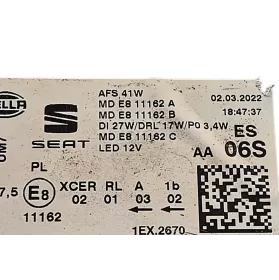 AFS 41W
MD E8 11162 A
MD E8 11162 B
DI 27W/DRL 17W/P0 3,4W
MD E8 11162 C
LED 12V
02.03.2022
18:47:37
ES
AA 06S
HELLA
SEAT
PL
7,5 E8 XCER RL A 1b
02 01 03 02
11162
1EX.2670